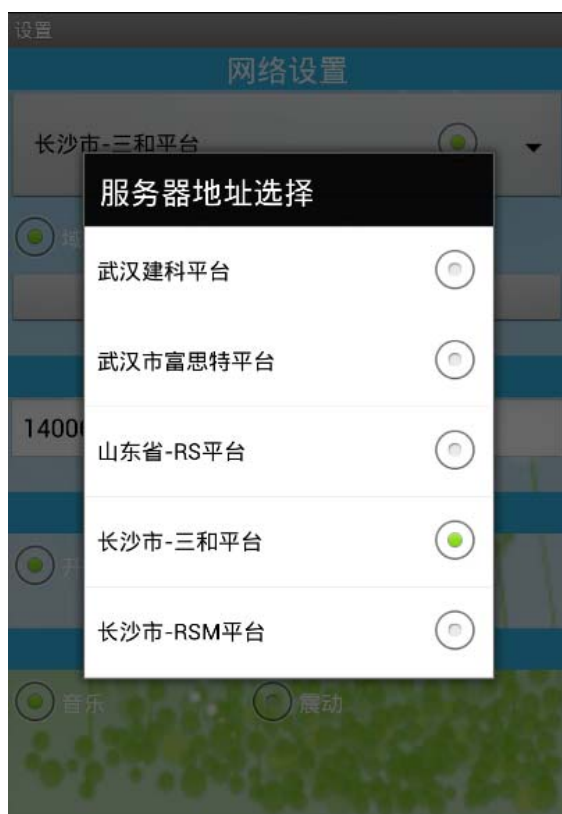 设置
网络设置
长沙市-三和平台
服务器地址选择
域
武汉建科平台
武汉市富思特平台
1400
山东省-RS平台
长沙市-三和平台
开
长沙市-RSM平台
音乐
震动